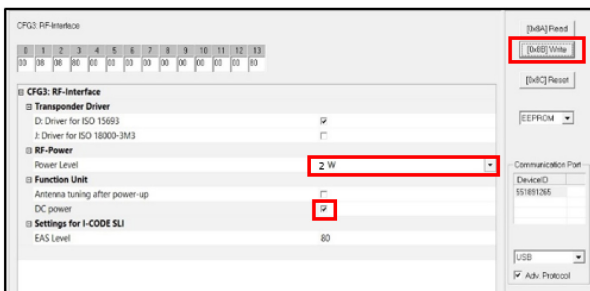 CFG3: RF-Interface
0 1 2 3 4 5 6 7 8 9 10 11 12 13
00 08 08 80 00 00 00 00 00 00 00 00 00 80
CFG3: RF-Interface
Transponder Driver
D: Driver for ISO 15693
J: Driver for ISO 18000-3M3
RF-Power
Power Level 2 W
Function Unit
Antenna tuning after power-up
DC power
Settings for I-CODE SLI
EAS Level 80
[0x8A] Read
[0x8B] Write
[0x8C] Reset
EEPROM
Communication Port
DeviceID
551891265
USB
Adv. Protocol